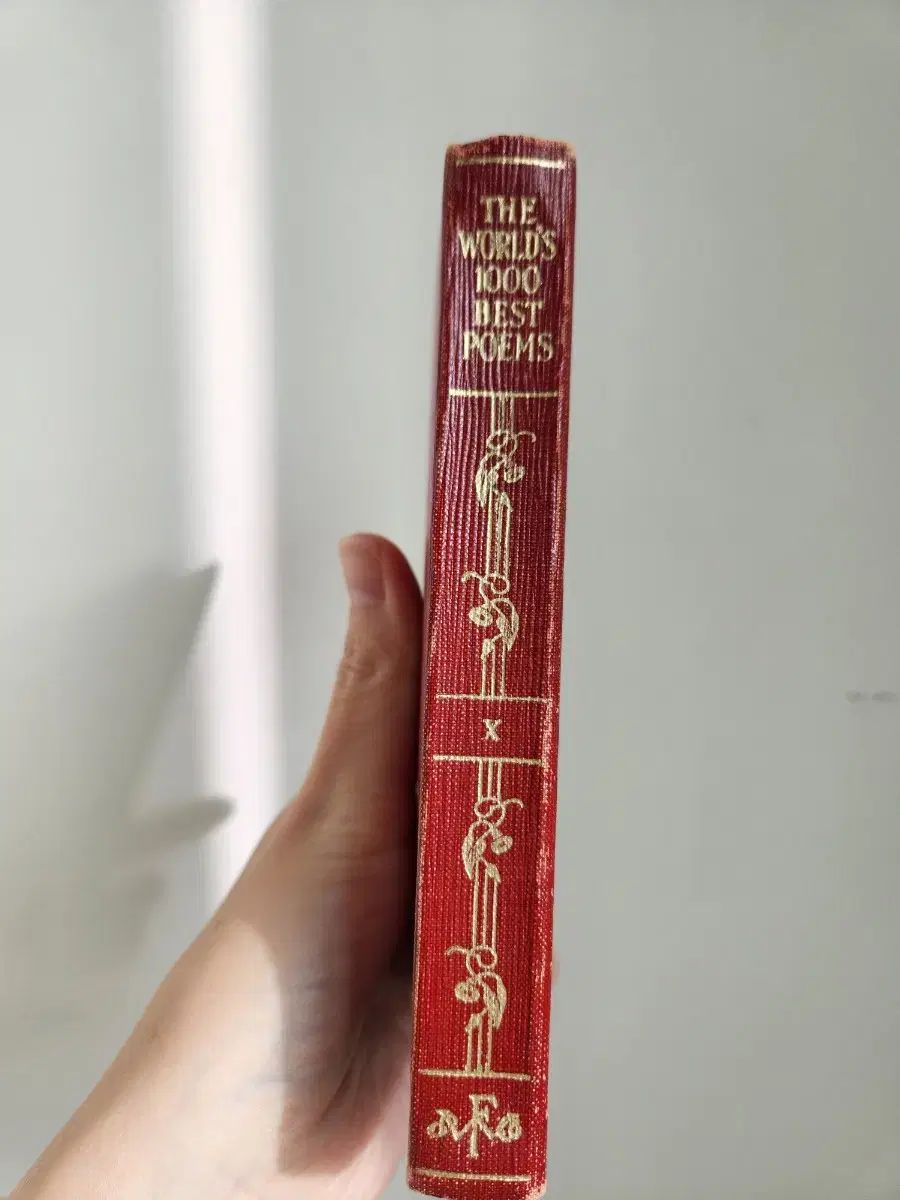 THE
WORLD'S
1000
BEST
POEMS
X